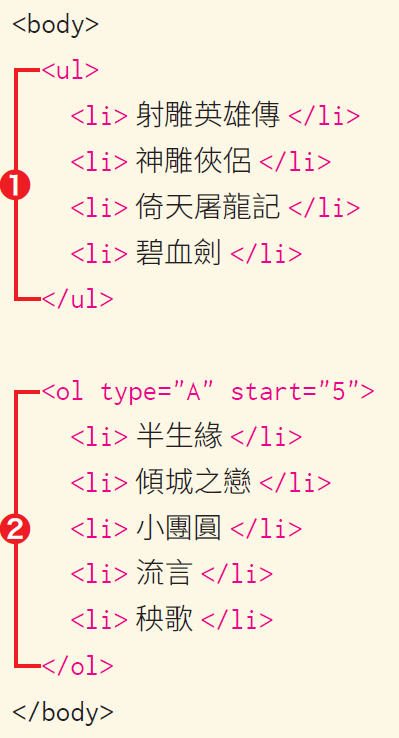 <body>
<ul>
<li> 射雕英雄傳 </li>
<li> 神雕俠侶 </li>
1
<li> 倚天屠龍記 </li>
<li> 碧血劍 </li>
</ul>
<ol type="A" start="5">
<li> 半生緣 </li>
<li> 傾城之戀 </li>
2
<li> 小團圓 </li>
<li> 流言 </li>
<li> 秧歌 </li>
</ol>
</body>